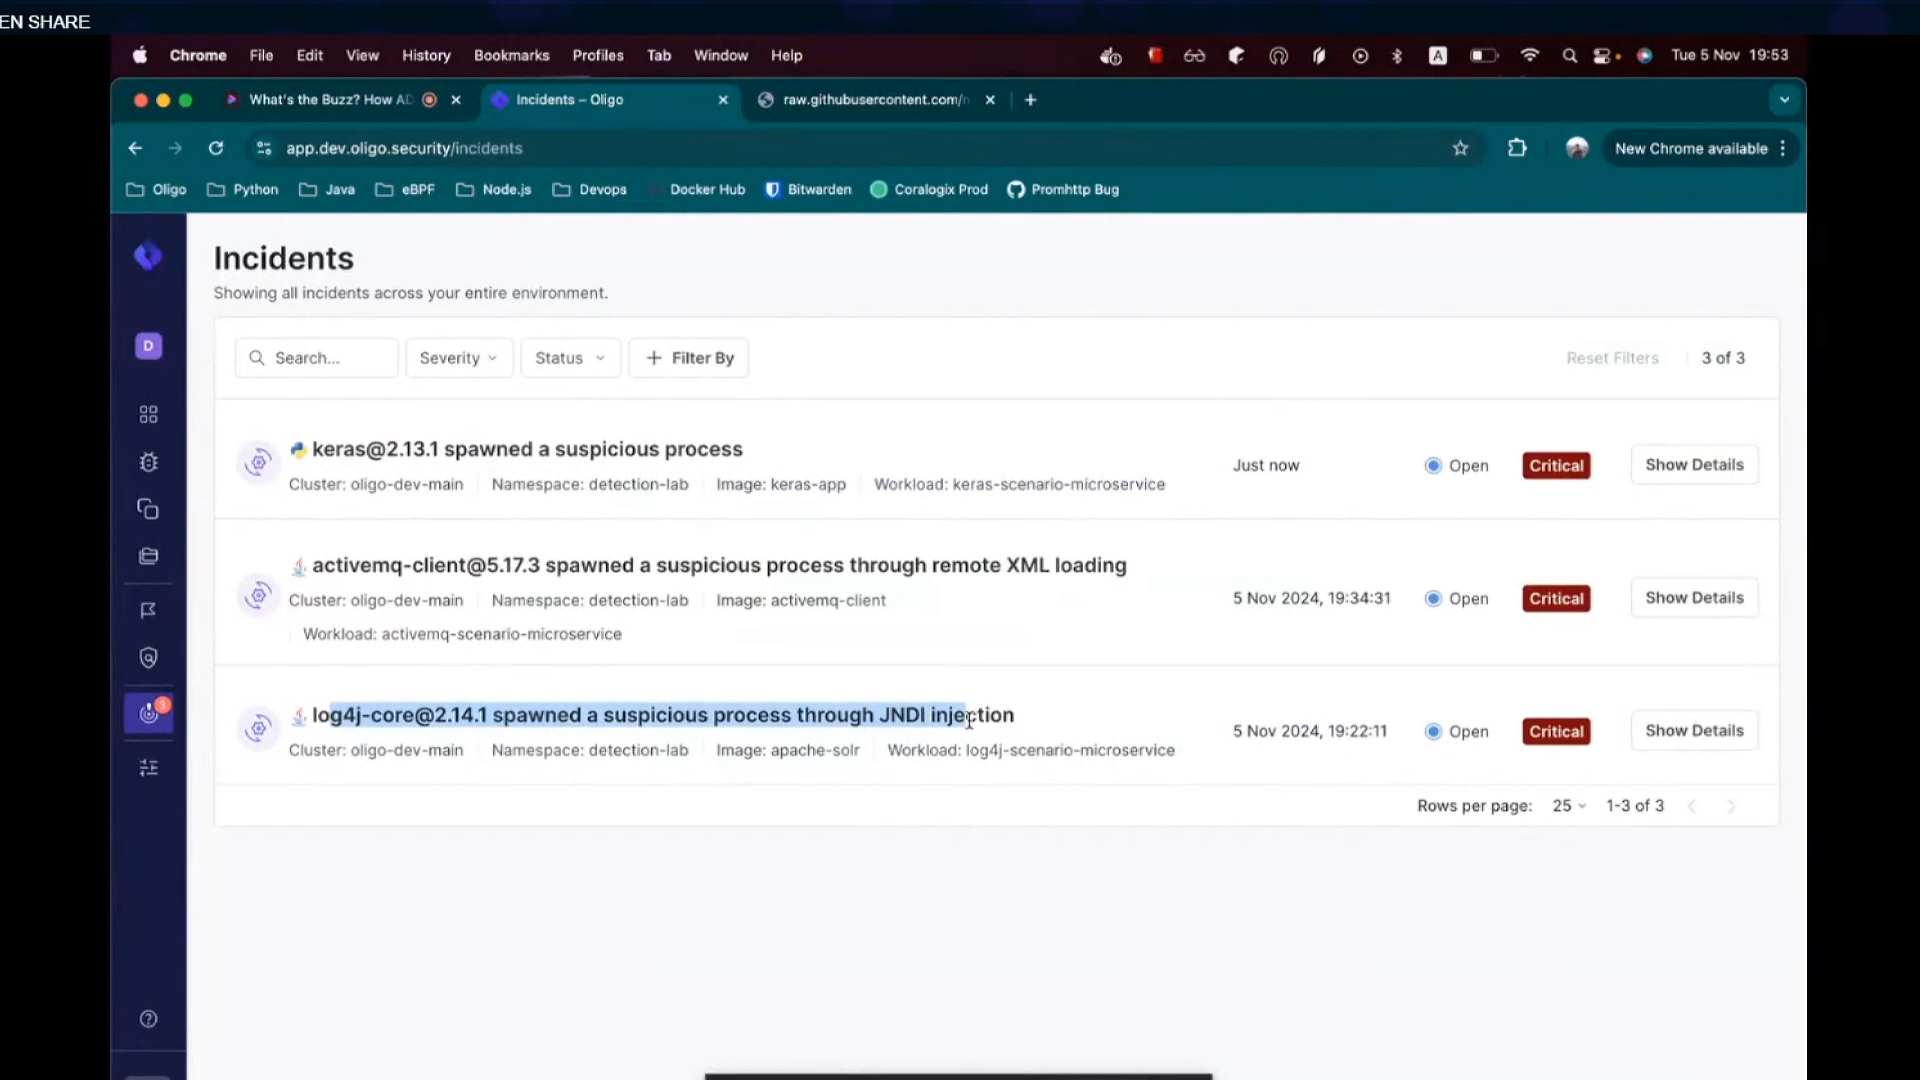 EN SHARE
Chrome File Edit View History Bookmarks Profiles Tab Window Help A Tue 5 Nov 19:53
What's the Buzz? How AD Incidents – Oligo raw.githubusercontent.com/
app.dev.oligo.security/incidents New Chrome available
Oligo Python Java eBPF Node.js Devops Docker Hub Bitwarden Coralogix Prod Promhttp Bug
Incidents
Showing all incidents across your entire environment.
D
Search... Severity Status + Filter By Reset Filters 3 of 3
keras@2.13.1 spawned a suspicious process
Cluster: oligo-dev-main Namespace: detection-lab Image: keras-app Workload: keras-scenario-microservice
Just now Open Critical Show Details
activemq-client@5.17.3 spawned a suspicious process through remote XML loading
Cluster: oligo-dev-main Namespace: detection-lab Image: activemq-client
Workload: activemq-scenario-microservice
5 Nov 2024, 19:34:31 Open Critical Show Details
3
log4j-core@2.14.1 spawned a suspicious process through JNDI injection
Cluster: oligo-dev-main Namespace: detection-lab Image: apache-solr Workload: log4j-scenario-microservice
5 Nov 2024, 19:22:11 Open Critical Show Details
Rows per page: 25 1-3 of 3